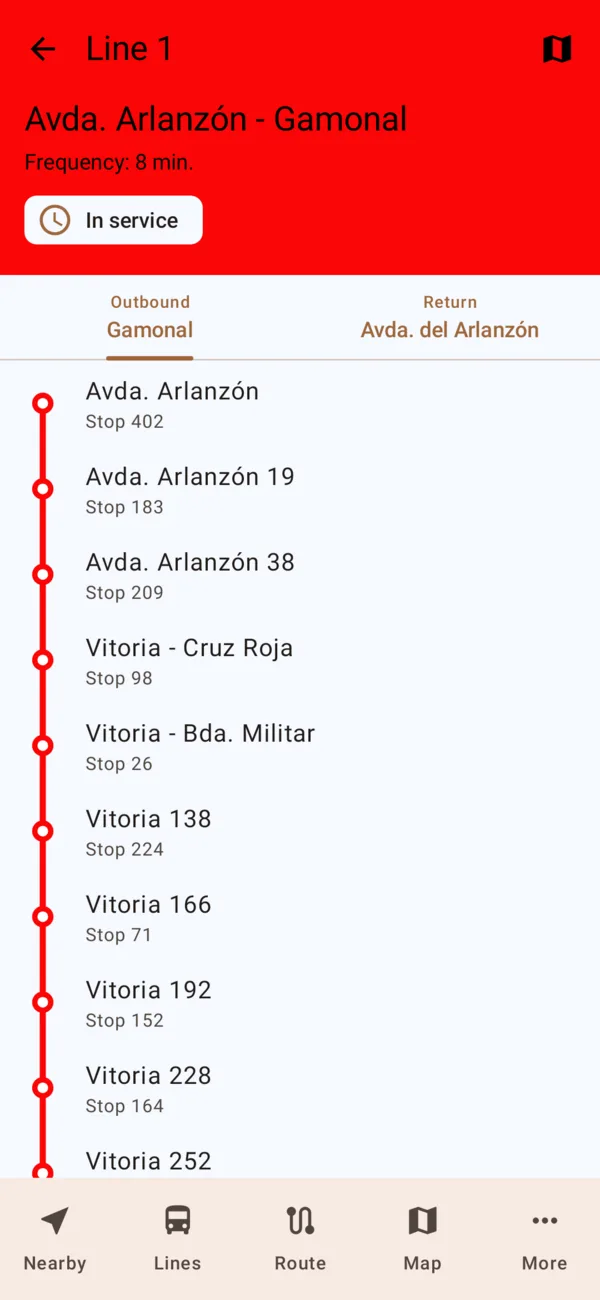 Line 1
Avda. Arlanzón - Gamonal
Frequency: 8 min.
In service
Outbound
Gamonal
Return
Avda. del Arlanzón
Avda. Arlanzón
Stop 402
Avda. Arlanzón 19
Stop 183
Avda. Arlanzón 38
Stop 209
Vitoria - Cruz Roja
Stop 98
Vitoria - Bda. Militar
Stop 26
Vitoria 138
Stop 224
Vitoria 166
Stop 71
Vitoria 192
Stop 152
Vitoria 228
Stop 164
Vitoria 252
Nearby
Lines
Route
Map
More